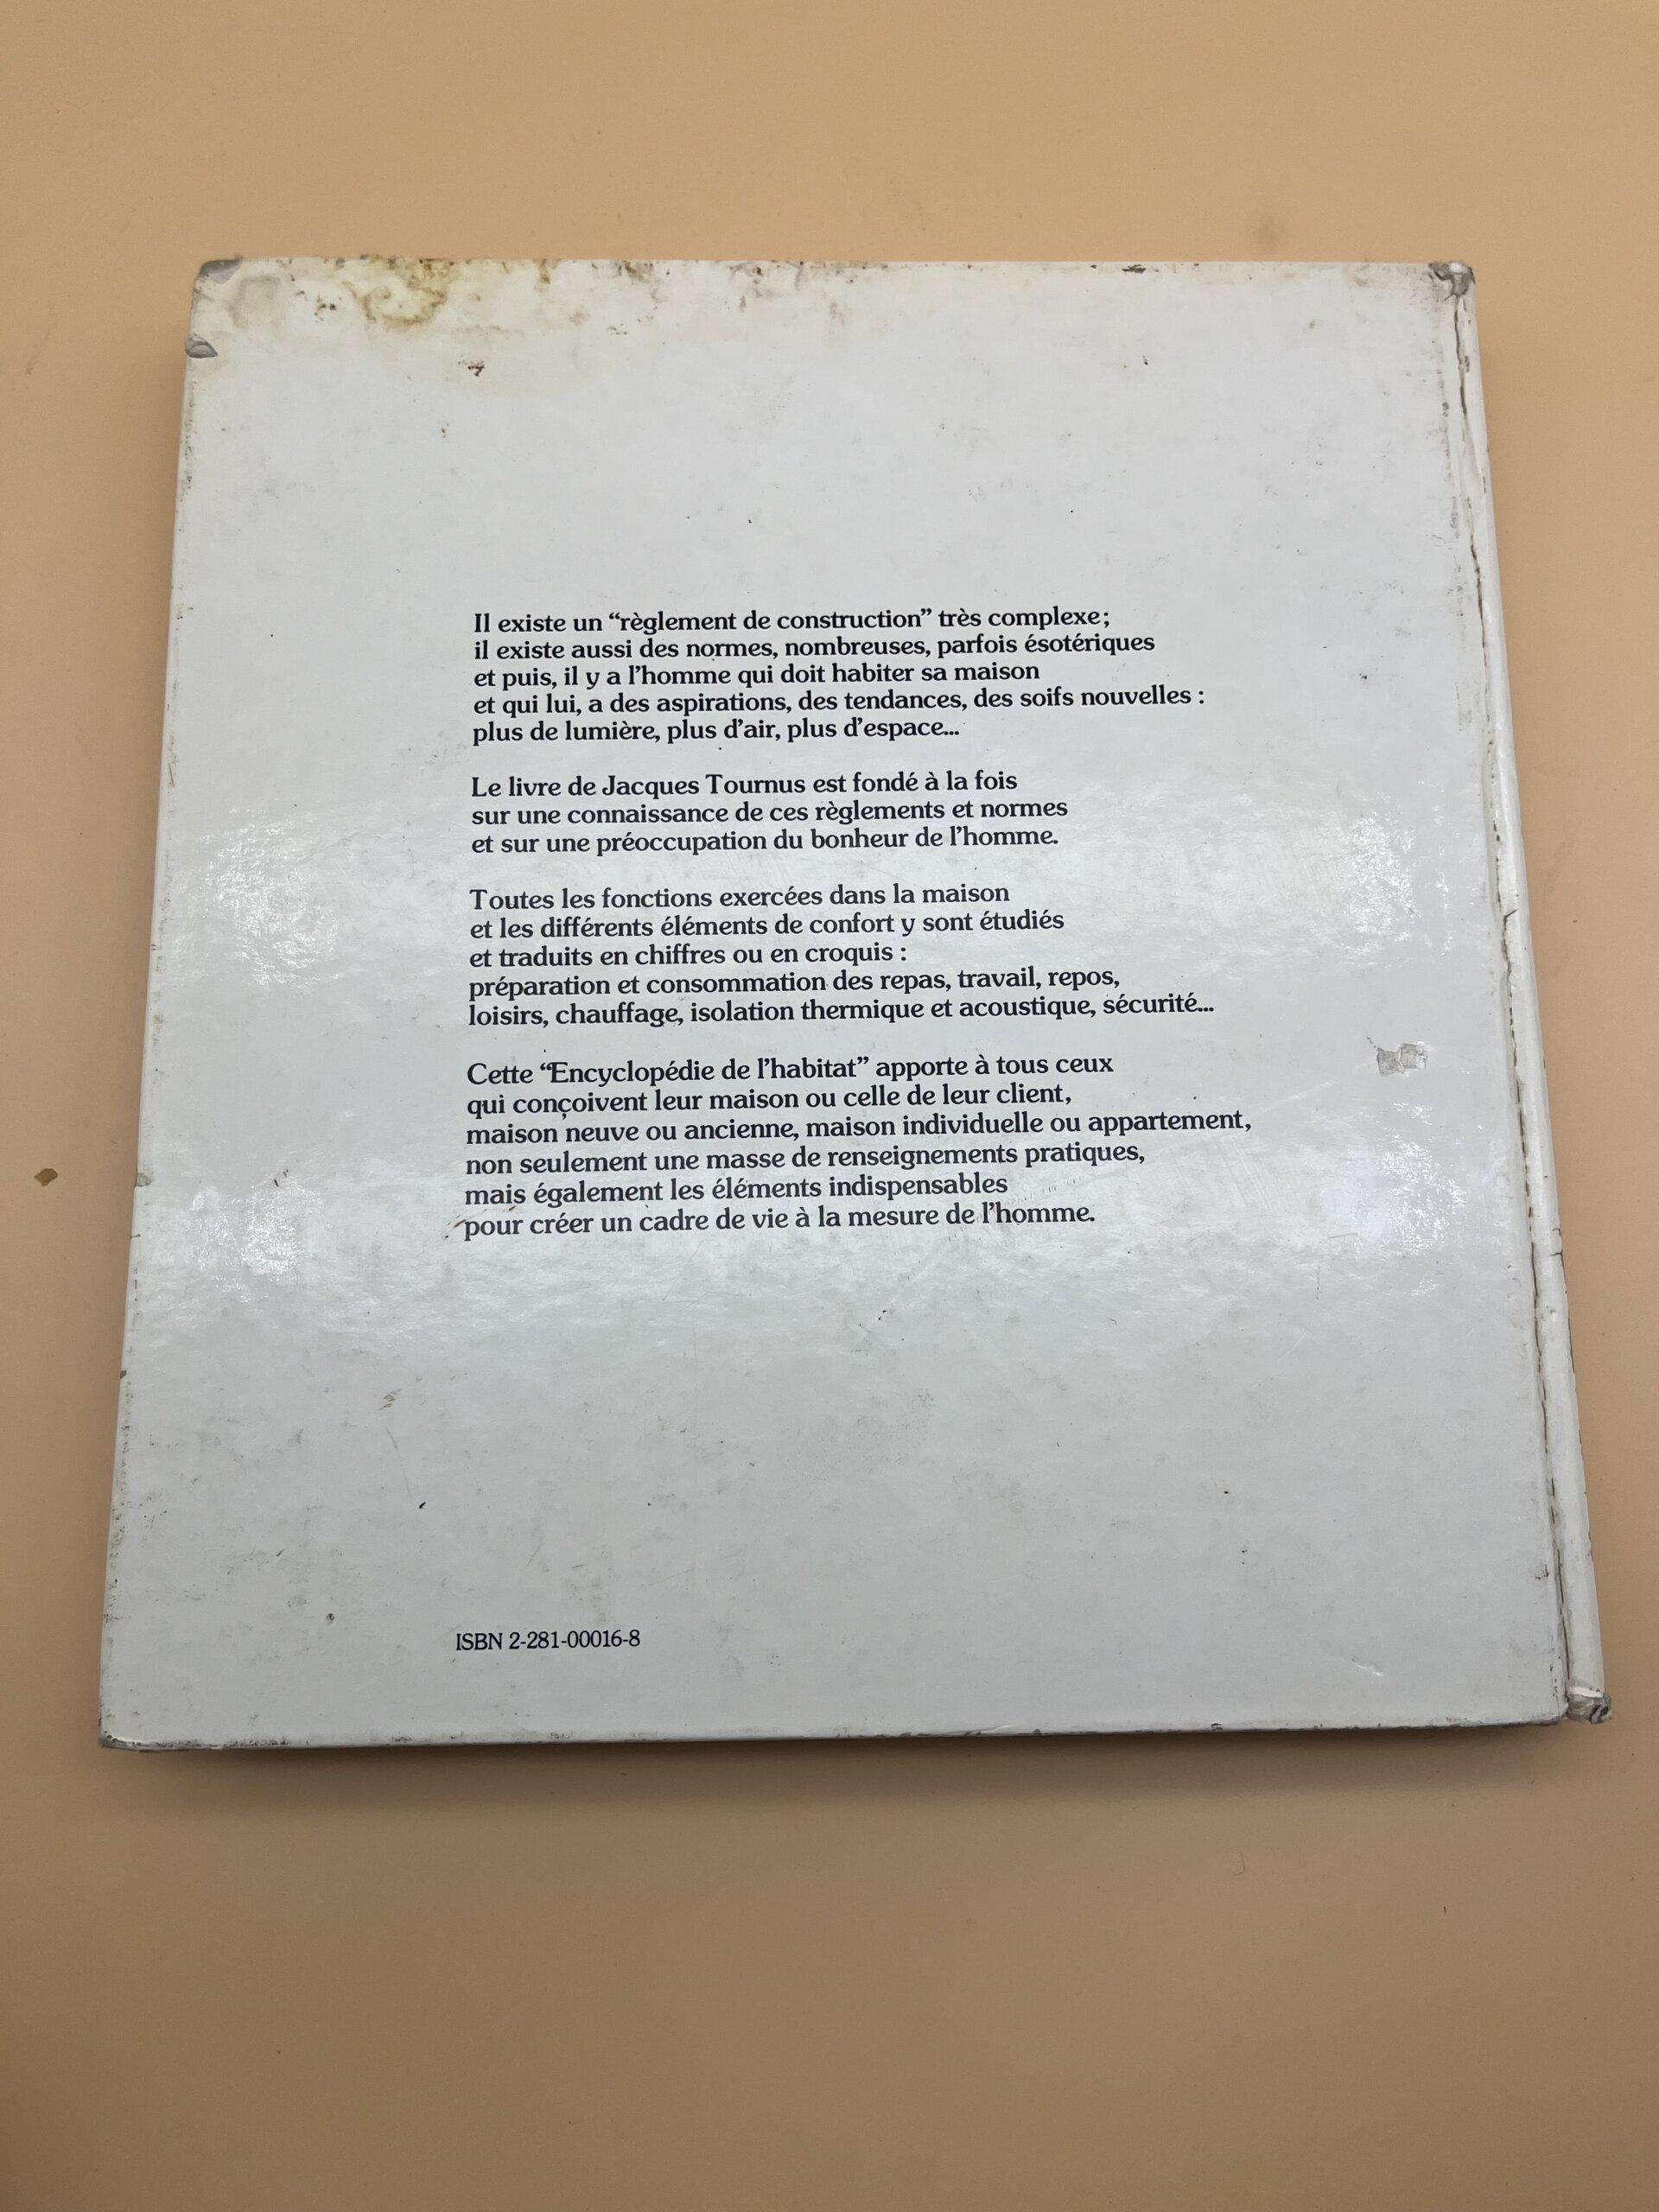 Il existe un “règlement de construction” très complexe;
il existe aussi des normes, nombreuses, parfois ésotériques
et puis, il y a l’homme qui doit habiter sa maison
et qui lui, a des aspirations, des tendances, des soifs nouvelles :
plus de lumière, plus d’air, plus d’espace...
Le livre de Jacques Tournus est fondé à la fois
sur une connaissance de ces règlements et normes
et sur une préoccupation du bonheur de l’homme.
Toutes les fonctions exercées dans la maison
et les différents éléments de confort y sont étudiés
et traduits en chiffres ou en croquis :
préparation et consommation des repas, travail, repos,
loisirs, chauffage, isolation thermique et acoustique, sécurité...
Cette “Encyclopédie de l’habitat” apporte à tous ceux
qui conçoivent leur maison ou celle de leur client,
maison neuve ou ancienne, maison individuelle ou appartement,
non seulement une masse de renseignements pratiques,
mais également les éléments indispensables
pour créer un cadre de vie à la mesure de l’homme.
ISBN 2-281-00016-8